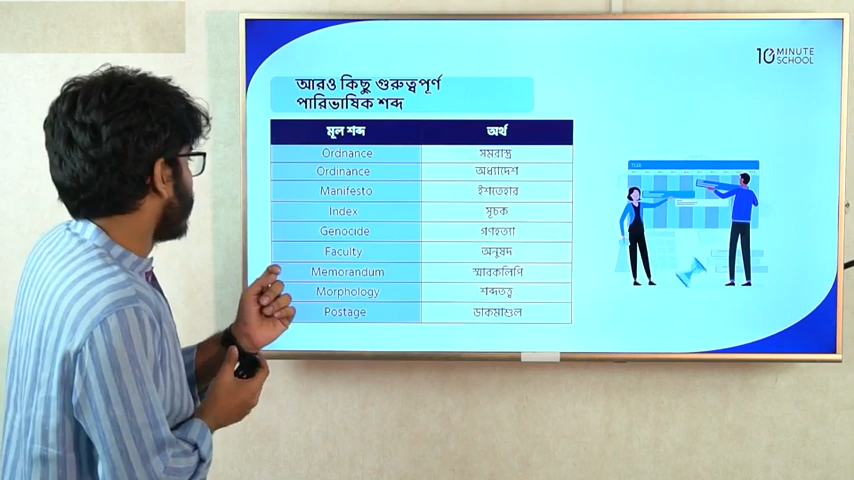 10 MINUTE SCHOOL
আরও কিছু গুরুত্বপূর্ণ
পারিভাষিক শব্দ
মূল শব্দ অর্থ
Ordnance সমরাস্ত্র
Ordinance অধ্যাদেশ
Manifesto ইশতেহার
Index সূচক
Genocide গণহত্যা
Faculty অনুষদ
Memorandum স্মারকলিপি
Morphology শব্দতত্ত্ব
Postage ডাকমাশুল